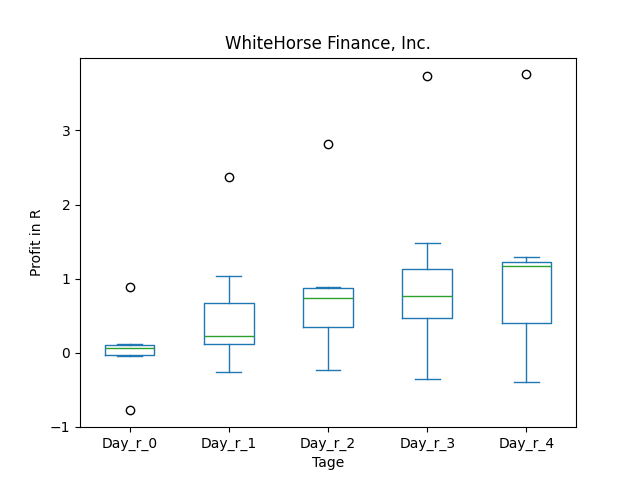 WhiteHorse Finance, Inc.
Profit in R
3
2
1
0
−1
Day_r_0 Day_r_1 Day_r_2 Day_r_3 Day_r_4
Tage